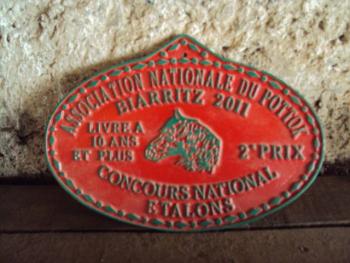 ASSOCIATION NATIONALE DU POTTOK
BIARRITZ 2011
LIVRE A
10 ANS
ET PLUS
2e PRIX
CONCOURS NATIONAL
ETALONS